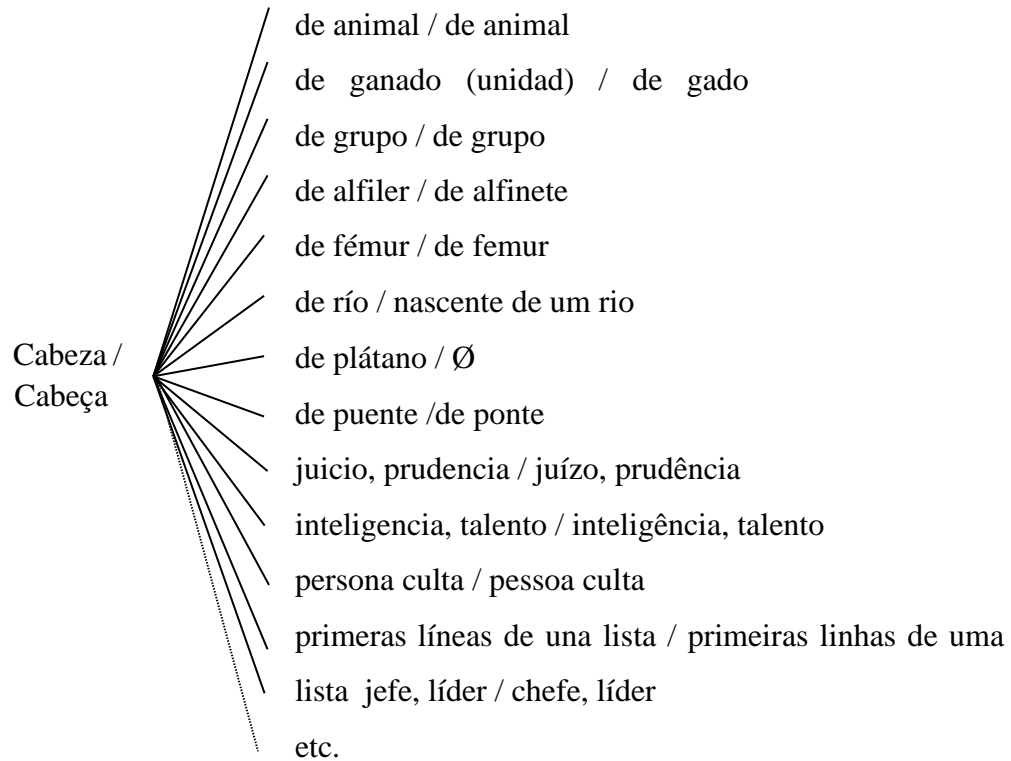 de animal / de animal
de ganado (unidad) / de gado
de grupo / de grupo
de alfiler / de alfinete
de fémur / de femur
de río / nascente de um rio
Cabeza /
Cabeça
de plátano / Ø
de puente /de ponte
juicio, prudencia / juízo, prudência
inteligencia, talento / inteligência, talento
persona culta / pessoa culta
primeras líneas de una lista / primeiras linhas de uma
lista jefe, líder / chefe, líder
etc.